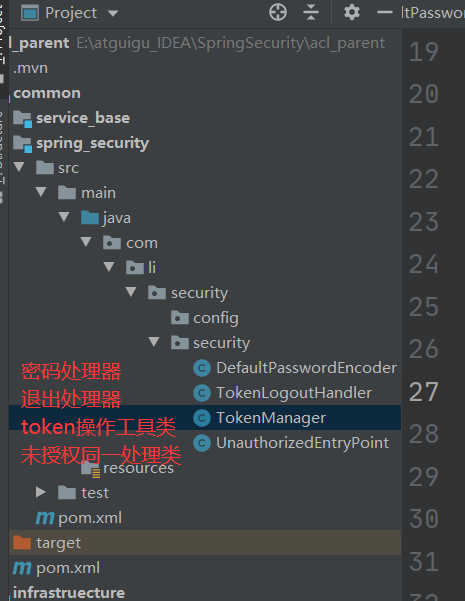 Project
ltPassword
l_parent E:\atguigu_IDEA\SpringSecurity\acl_parent
.mvn
common
service_base
spring_security
src
main
java
com
li
security
config
security
密码处理器 DefaultPasswordEncoder
退出处理器 TokenLogoutHandler
token操作工具类 TokenManager
未授权同一处理类 UnauthorizedEntryPoint
resources
test
pom.xml
target
pom.xml
infrastruecture
19
20
21
22
23
24
25
26
27
28
29
30
31